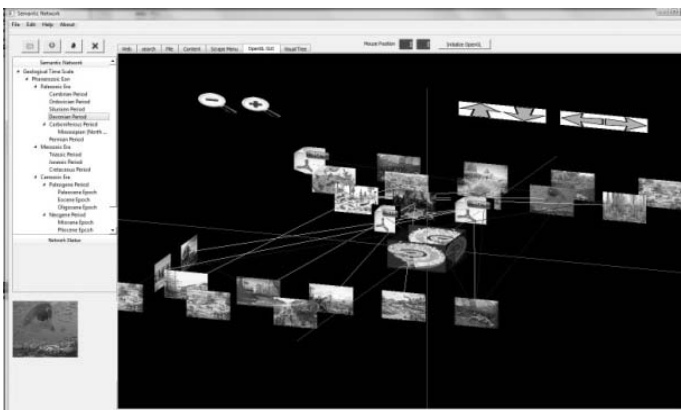 Semantic Network
File Edit Help About
Web search File Content Scrape Menu OpenGL GUI Visual Tree
Mouse Position
Initialize OpenGL
Semantic Network
Geological Time Scale
Phanerozoic Eon
Paleozoic Era
Cambrian Period
Ordovician Period
Silurian Period
Devonian Period
Carboniferous Period
Mississippian (North
Permian Period
Mesozoic Era
Triassic Period
Jurassic Period
Cretaceous Period
Cenozoic Era
Paleogene Period
Paleocene Epoch
Eocene Epoch
Oligocene Epoch
Neogene Period
Miocene Epoch
Pliocene Epoch
Network Status